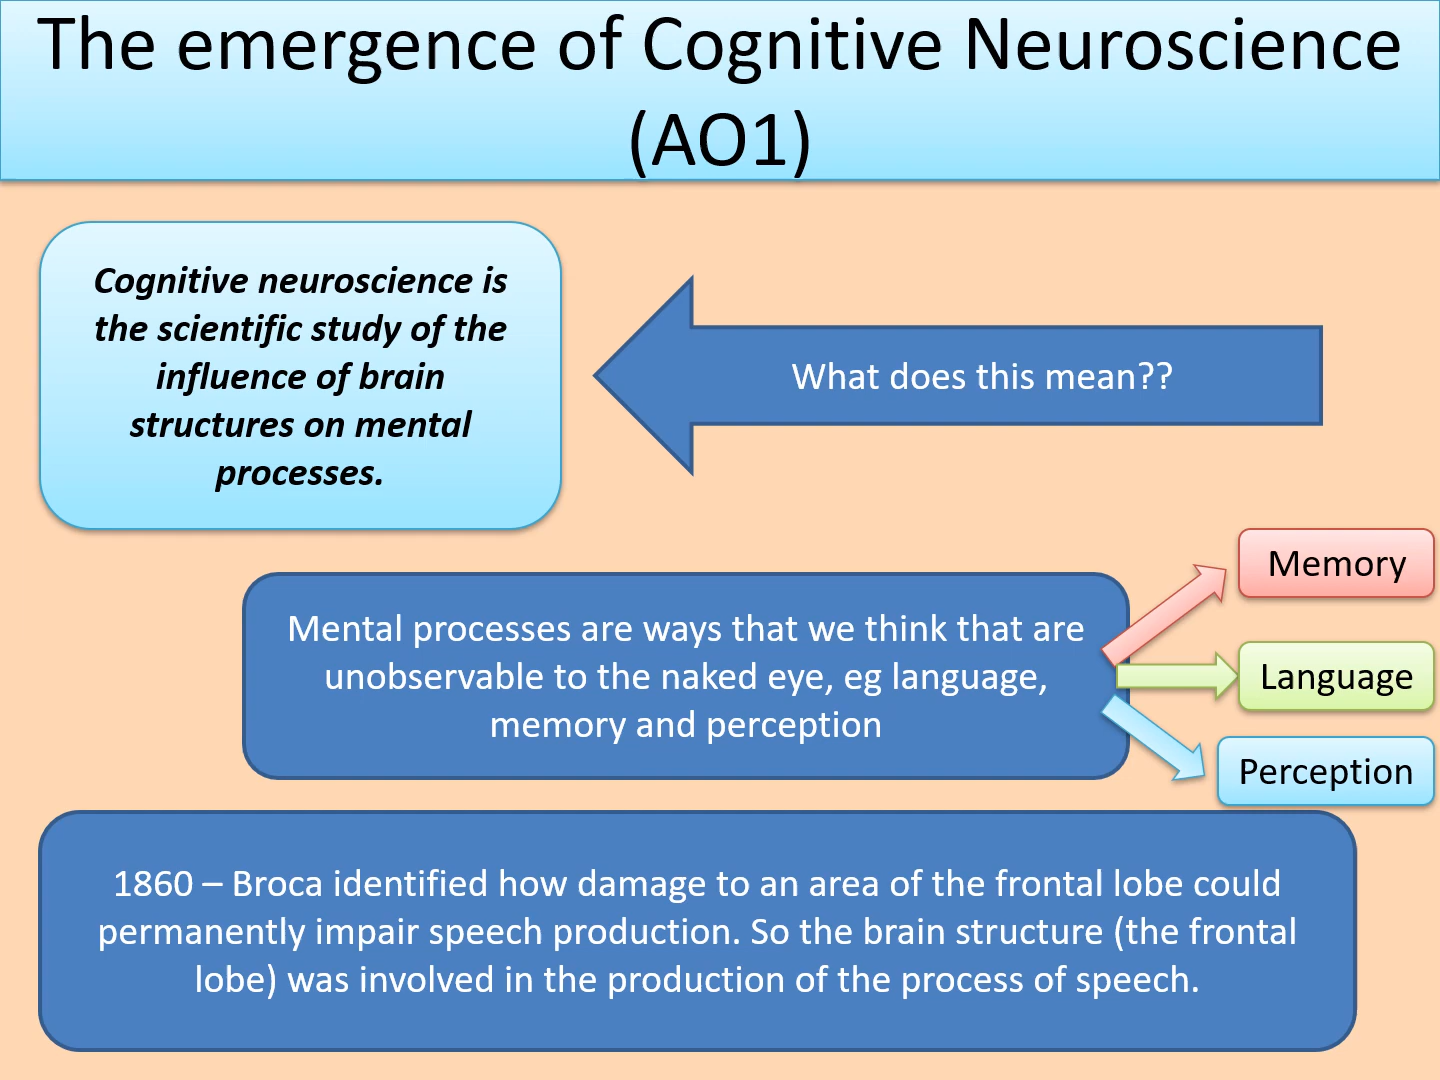 The emergence of Cognitive Neuroscience
(AO1)
Cognitive neuroscience is
the scientific study of the
influence of brain
structures on mental
processes.
What does this mean??
Mental processes are ways that we think that are
unobservable to the naked eye, eg language,
memory and perception
Memory
Language
Perception
1860 – Broca identified how damage to an area of the frontal lobe could
permanently impair speech production. So the brain structure (the frontal
lobe) was involved in the production of the process of speech.